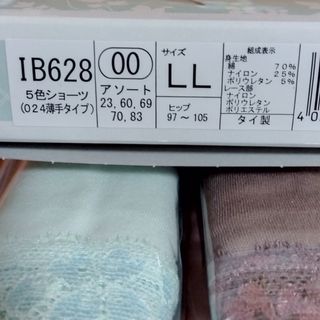 IB628
5色ショーツ
(024薄手タイプ)
00
アソート
23, 60, 69
70, 83
サイズ
LL
ヒップ
97～105
組成表示
身生地
綿 70%
ナイロン 25%
ポリウレタン 5%
レース部
ナイロン
ポリウレタン
ポリエステル
タイ製